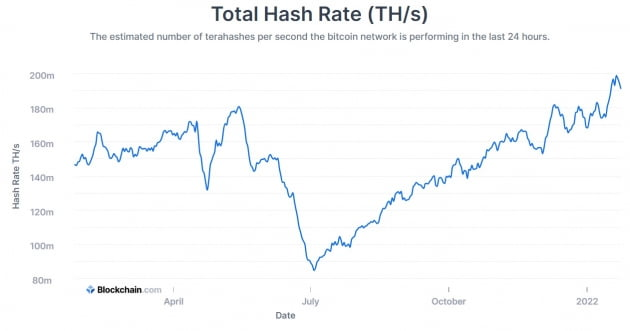 Total Hash Rate (TH/s)
The estimated number of terahashes per second the bitcoin network is performing in the last 24 hours.
200m
180m
160m
140m
120m
100m
80m
Hash Rate TH/s
Blockchain.com
April
July
October
2022
Date